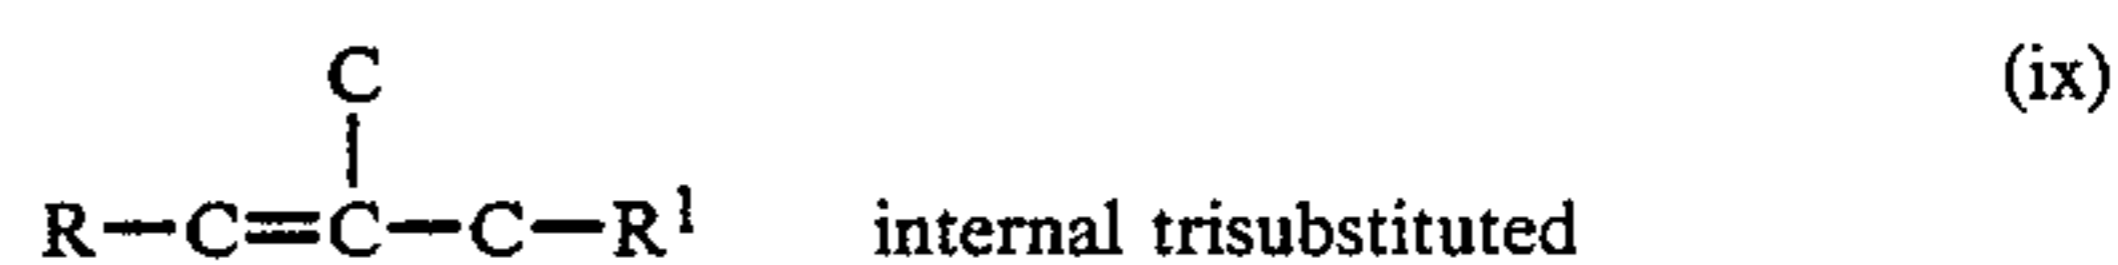 C (ix)
R—C=C—C—R¹ internal trisubstituted